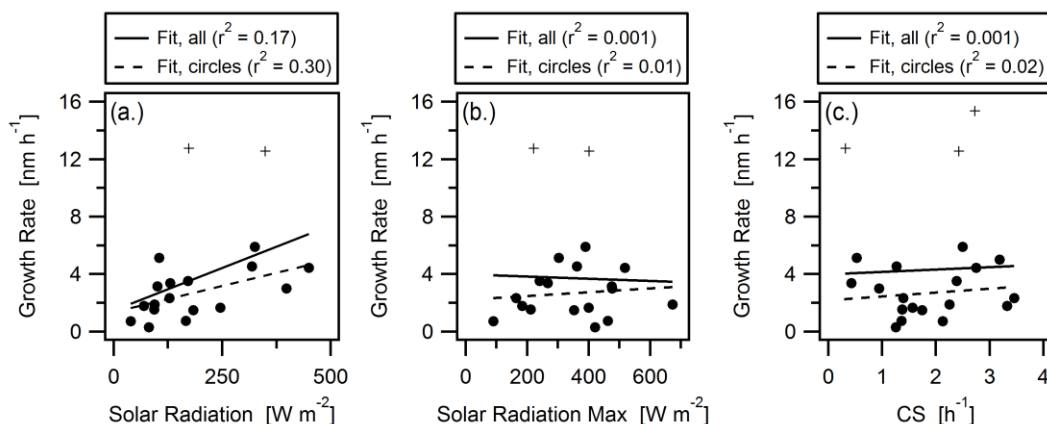 Fit, all (r² = 0.17)
Fit, circles (r² = 0.30)
(a.)
Growth Rate [nm h⁻¹]
16
12
8
4
0
0
250
500
Solar Radiation [W m⁻²]
Fit, all (r² = 0.001)
Fit, circles (r² = 0.01)
(b.)
Growth Rate [nm h⁻¹]
16
12
8
4
0
200
400
600
Solar Radiation Max [W m⁻²]
Fit, all (r² = 0.001)
Fit, circles (r² = 0.02)
(c.)
Growth Rate [nm h⁻¹]
16
12
8
4
0
0
1
2
3
4
CS [h⁻¹]